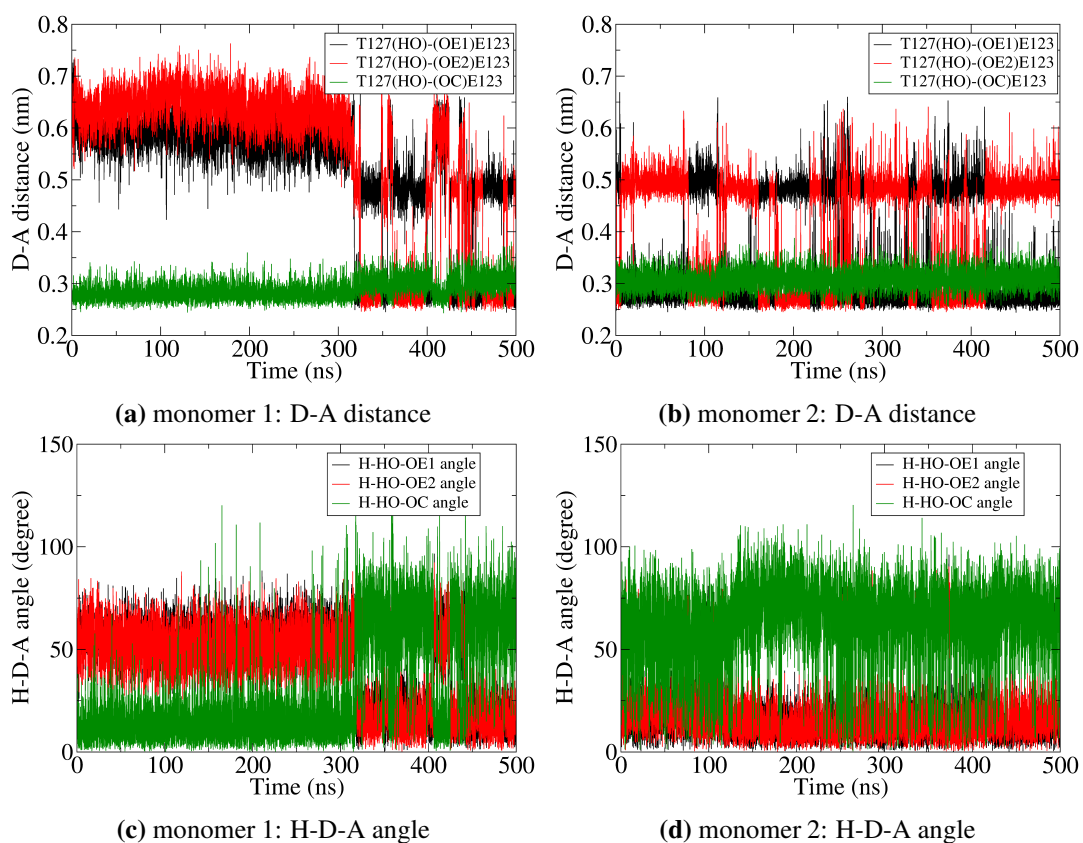 0.8
0.7
0.6
0.5
0.4
0.3
0.2
D-A distance (nm)
T127(HO)-(OE1)E123
T127(HO)-(OE2)E123
T127(HO)-(OC)E123
0 100 200 300 400 500
Time (ns)
(a) monomer 1: D-A distance
0.8
0.7
0.6
0.5
0.4
0.3
0.2
D-A distance (nm)
T127(HO)-(OE1)E123
T127(HO)-(OE2)E123
T127(HO)-(OC)E123
0 100 200 300 400 500
Time (ns)
(b) monomer 2: D-A distance
150
100
50
0
H-D-A angle (degree)
H-HO-OE1 angle
H-HO-OE2 angle
H-HO-OC angle
0 100 200 300 400 500
Time (ns)
(c) monomer 1: H-D-A angle
150
100
50
0
H-D-A angle (degree)
H-HO-OE1 angle
H-HO-OE2 angle
H-HO-OC angle
0 100 200 300 400 500
Time (ns)
(d) monomer 2: H-D-A angle